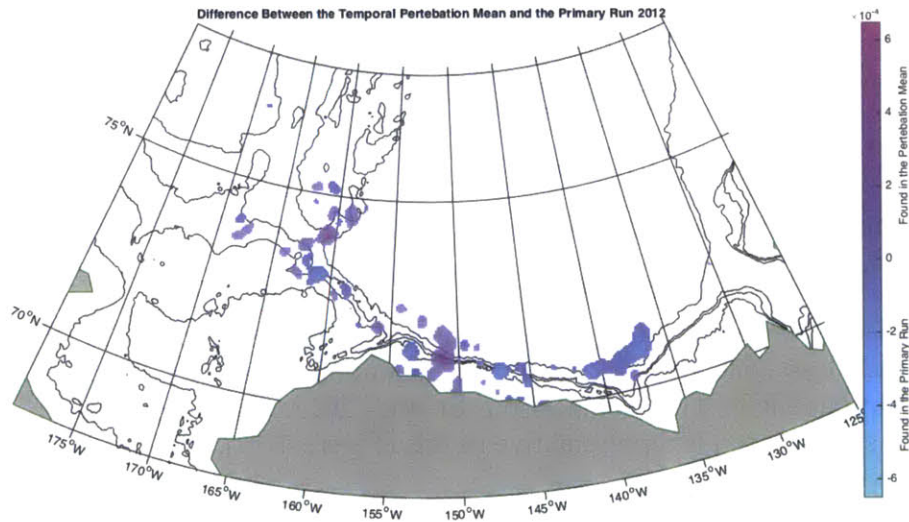 Difference Between the Temporal Pertebation Mean and the Primary Run 2012
× 10⁻⁴
6
4
2
0
-2
-4
-6
Found in the Pertebation Mean
Found in the Primary Run
75°N
70°N
175°W
170°W
165°W
160°W
155°W
150°W
145°W
140°W
135°W
130°W
125°